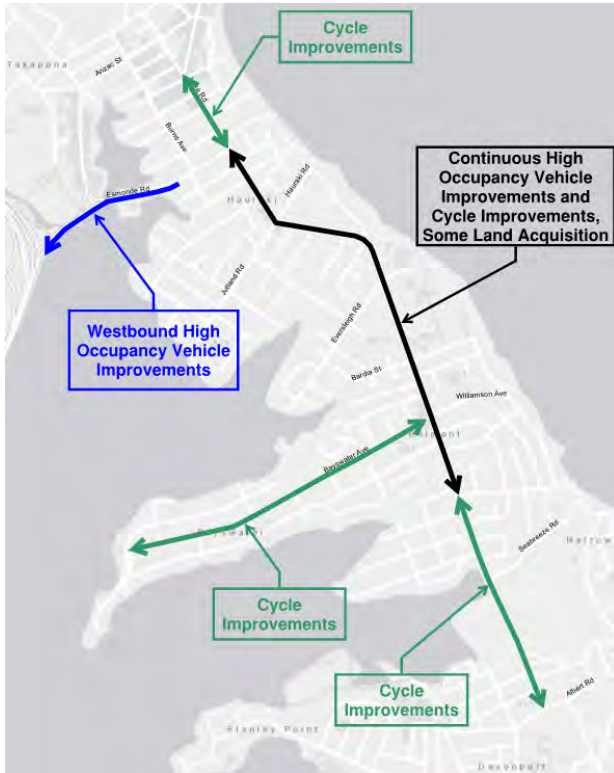 Cycle
Improvements
Takapuna
Anzac St
Burns Ave
Esmonde Rd
Hauraki Rd
Hauraki
Continuous High
Occupancy Vehicle
Improvements and
Cycle Improvements,
Some Land Acquisition
Jutland Rd
Westbound High
Occupancy Vehicle
Improvements
Eversleigh Rd
Bardia St
Williamson Ave
Bayswater Ave
Seabreeze Rd
Cycle
Improvements
Cycle
Improvements
Albert Rd
Stanley Point
Devonport